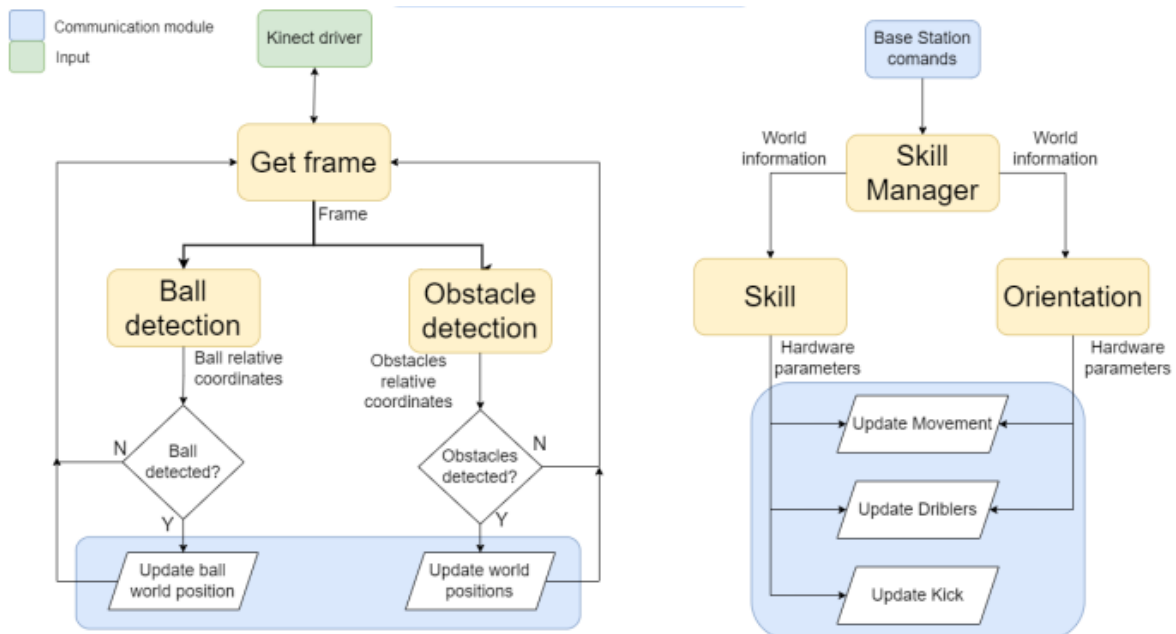 Communication module
Input
Kinect driver
Get frame
Frame
Ball
detection
Obstacle
detection
Ball relative
coordinates
Obstacles
relative
coordinates
N
Ball
detected?
Y
Obstacles
detected?
N
Y
Update ball
world position
Update world
positions
Base Station
comands
World
information
World
information
Skill
Manager
Skill
Orientation
Hardware
parameters
Hardware
parameters
Update Movement
Update Driblers
Update Kick